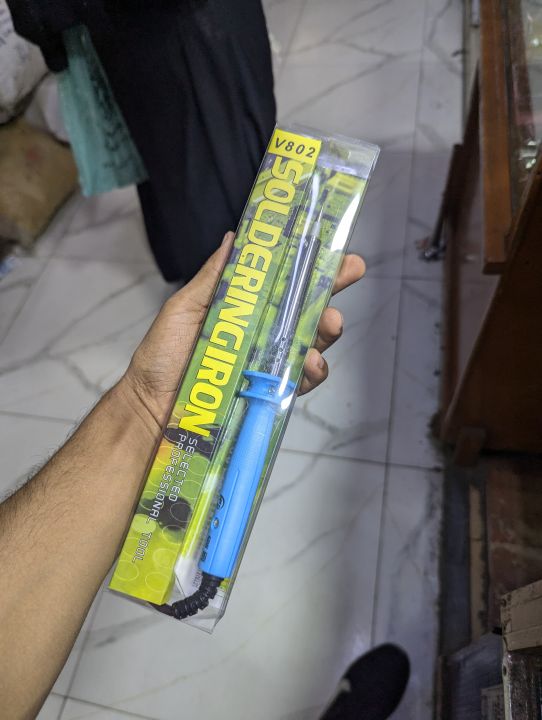 V802
SOLDERINGIRON
SELECTED
PROFESSIONAL TOOL